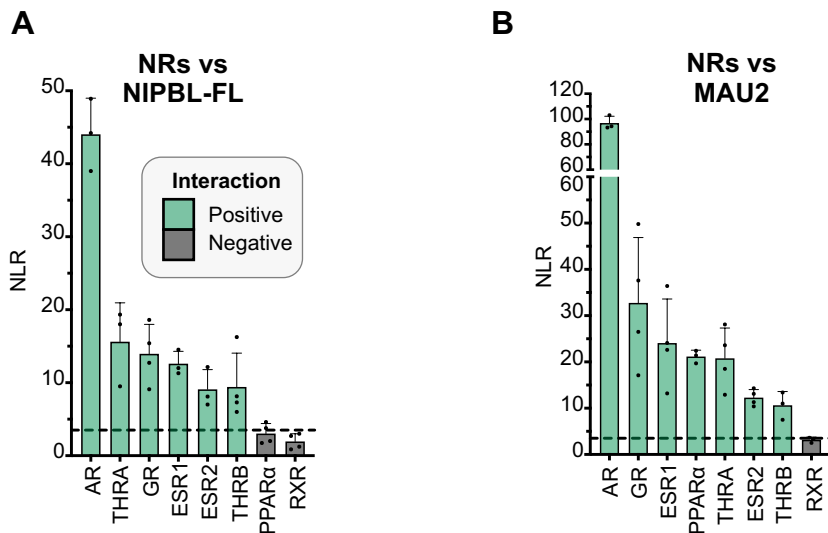 A
NRs vs
NIPBL-FL
NLR
50
40
30
20
10
0
Interaction
Positive
Negative
AR
THRA
GR
ESR1
ESR2
THRB
PPARα
RXR
B
NRs vs
MAU2
NLR
120
100
80
60
60
50
40
30
20
10
0
AR
GR
ESR1
PPARα
THRA
ESR2
THRB
RXR